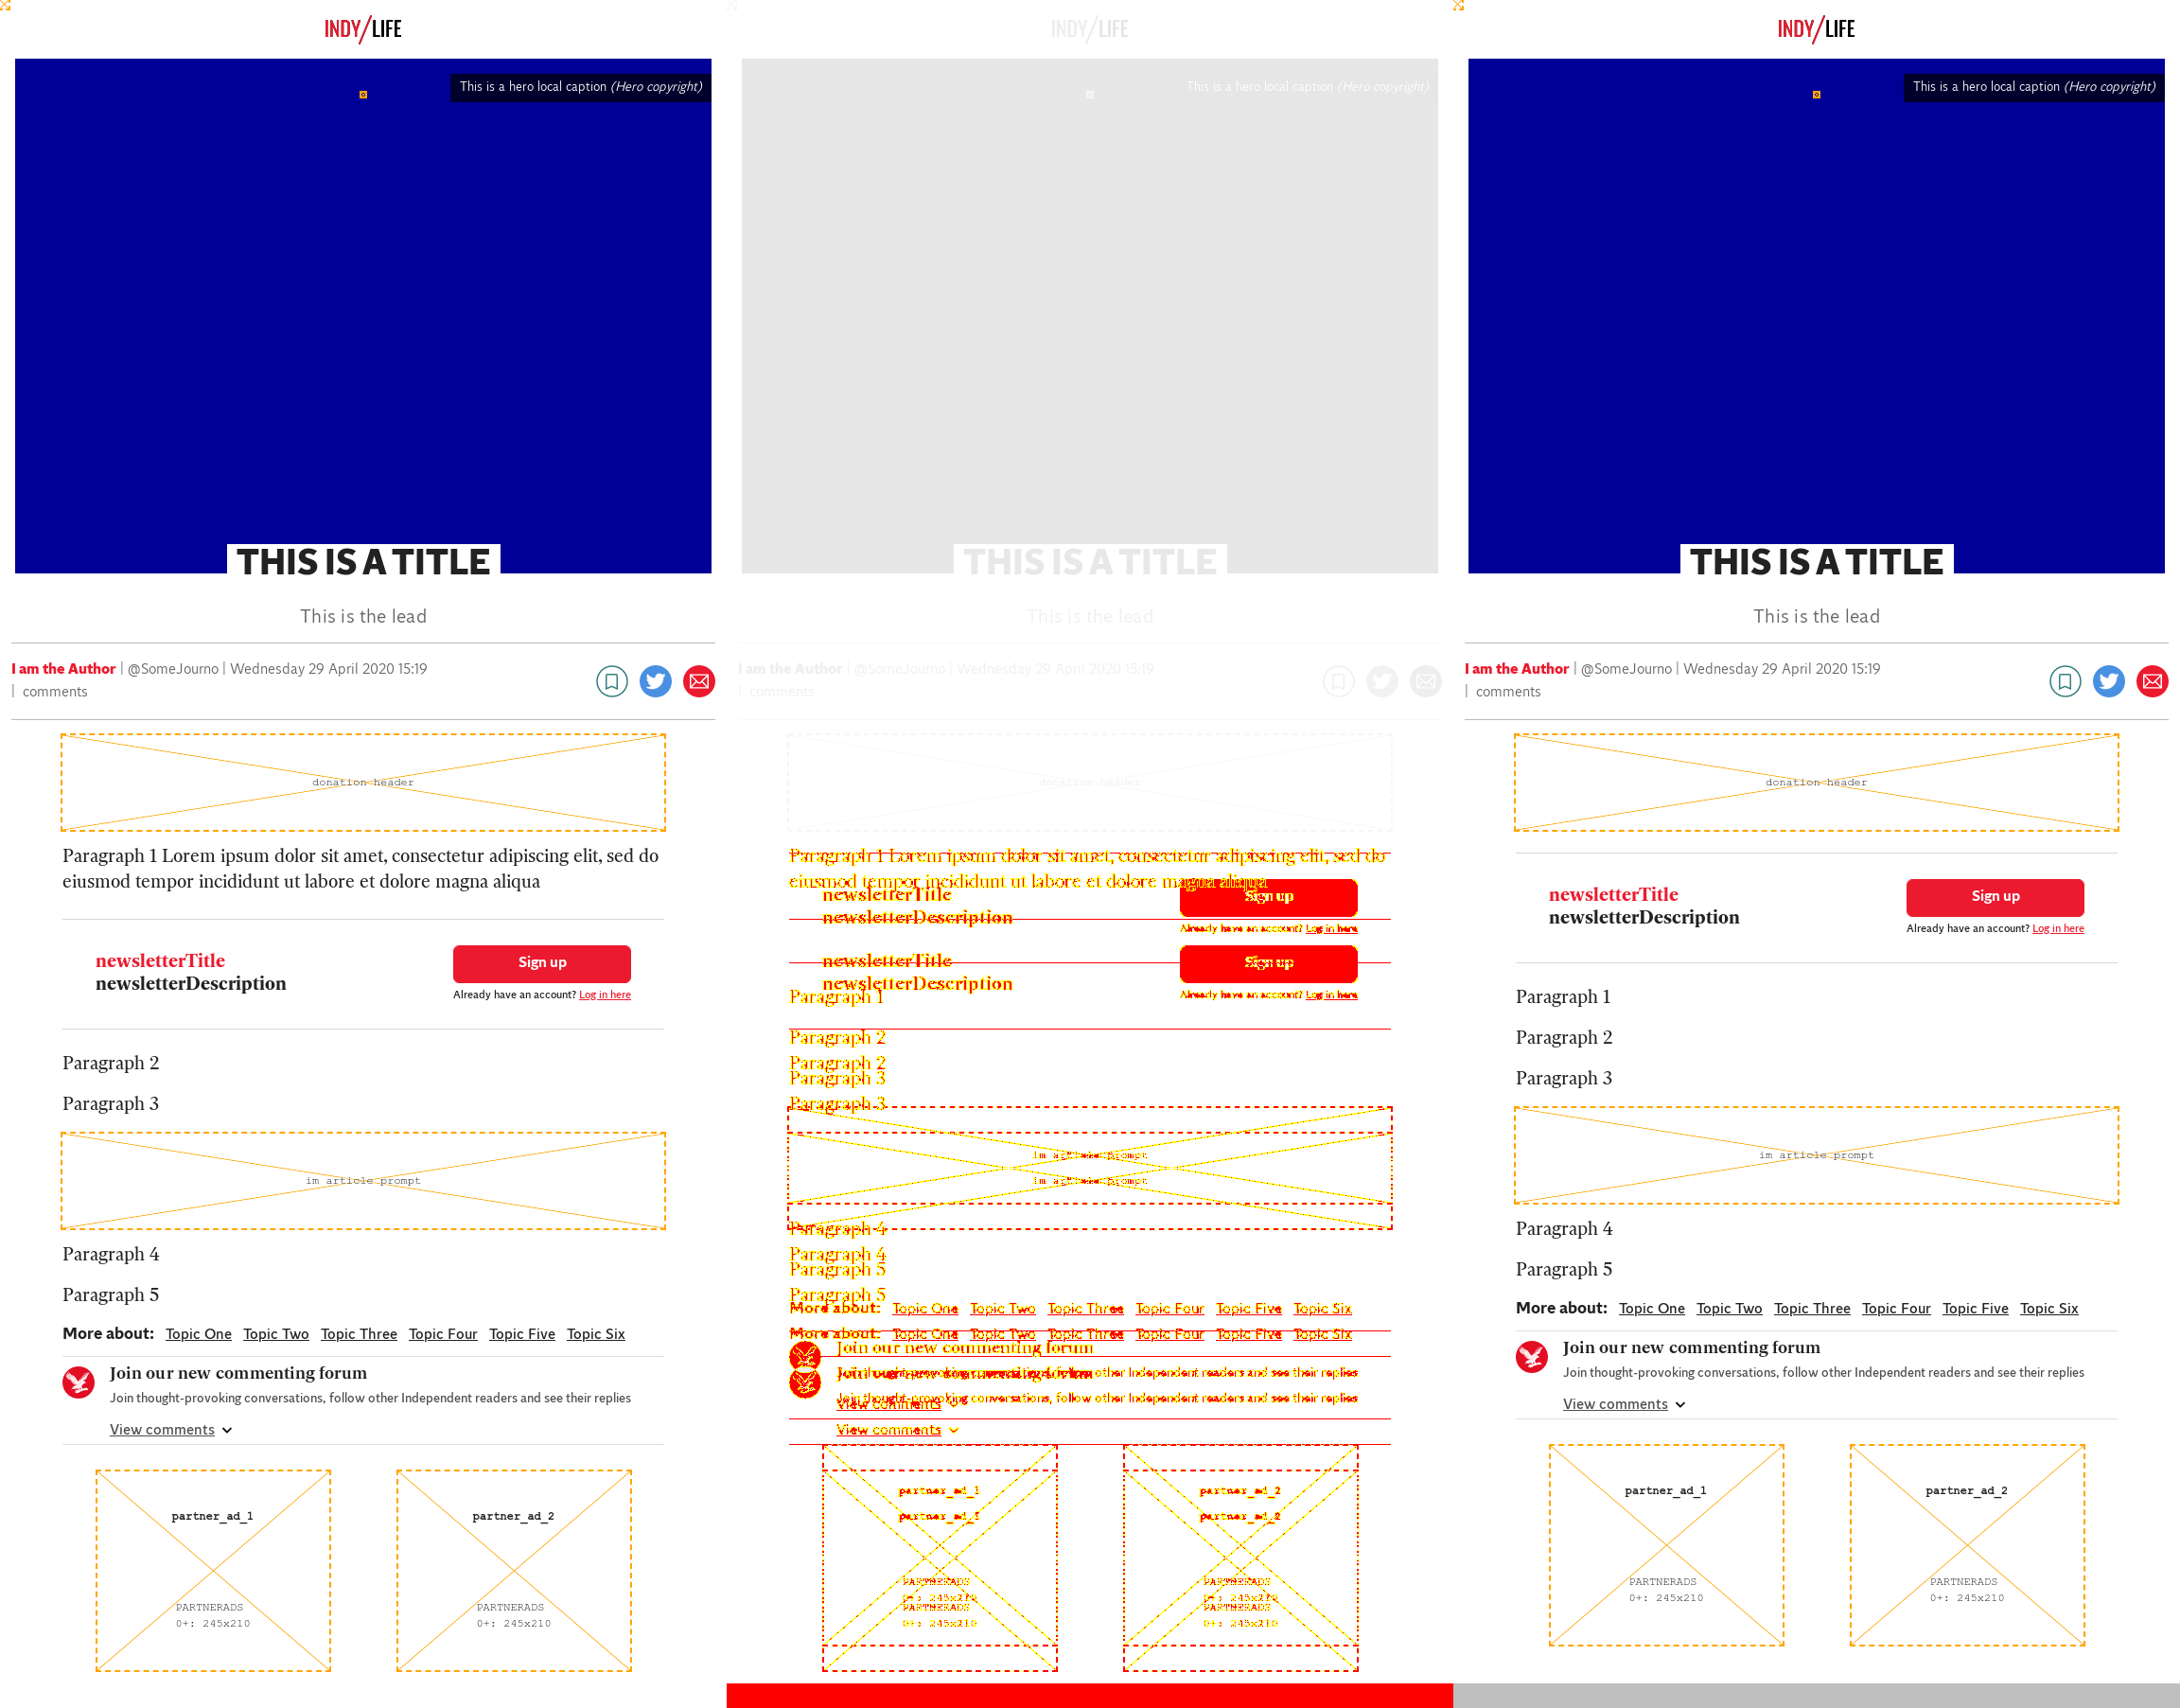 INDY/LIFE
This is a hero local caption (Hero copyright)
THIS IS A TITLE
This is the lead
I am the Author | @SomeJourno | Wednesday 29 April 2020 15:19
| comments
donation header
Paragraph 1 Lorem ipsum dolor sit amet, consectetur adipiscing elit, sed do
eiusmod tempor incididunt ut labore et dolore magna aliqua
newsletterTitle
newsletterDescription
Sign up
Already have an account? Log in here
Paragraph 2
Paragraph 3
im article prompt
Paragraph 4
Paragraph 5
More about: Topic One Topic Two Topic Three Topic Four Topic Five Topic Six
Join our new commenting forum
Join thought-provoking conversations, follow other Independent readers and see their replies
View comments
partner_ad_1
PARTNERADS
0+: 245x210
partner_ad_2
PARTNERADS
0+: 245x210
INDY/LIFE
This is a hero local caption (Hero copyright)
THIS IS A TITLE
This is the lead
I am the Author | @SomeJourno | Wednesday 29 April 2020 15:19
| comments
donation header
Paragraph 1 Lorem ipsum dolor sit amet, consectetur adipiscing elit, sed do
eiusmod tempor incididunt ut labore et dolore magna aliqua
newsletterTitle
newsletterDescription
Sign up
Already have an account? Log in here
newsletterTitle
newsletterDescription
Sign up
Already have an account? Log in here
Paragraph 1
Paragraph 2
Paragraph 2
Paragraph 3
Paragraph 3
im article prompt
im article prompt
Paragraph 4
Paragraph 4
Paragraph 5
Paragraph 5
More about: Topic One Topic Two Topic Three Topic Four Topic Five Topic Six
More about: Topic One Topic Two Topic Three Topic Four Topic Five Topic Six
Join our new commenting forum
Join thought-provoking conversations, follow other Independent readers and see their replies
Join our new commenting forum
Join thought-provoking conversations, follow other Independent readers and see their replies
View comments
View comments
partner_ad_1
partner_ad_1
PARTNERADS
0+: 245x210
PARTNERADS
0+: 245x210
partner_ad_2
partner_ad_2
PARTNERADS
0+: 245x210
PARTNERADS
0+: 245x210
INDY/LIFE
This is a hero local caption (Hero copyright)
THIS IS A TITLE
This is the lead
I am the Author | @SomeJourno | Wednesday 29 April 2020 15:19
| comments
donation header
newsletterTitle
newsletterDescription
Sign up
Already have an account? Log in here
Paragraph 1
Paragraph 2
Paragraph 3
im article prompt
Paragraph 4
Paragraph 5
More about: Topic One Topic Two Topic Three Topic Four Topic Five Topic Six
Join our new commenting forum
Join thought-provoking conversations, follow other Independent readers and see their replies
View comments
partner_ad_1
PARTNERADS
0+: 245x210
partner_ad_2
PARTNERADS
0+: 245x210